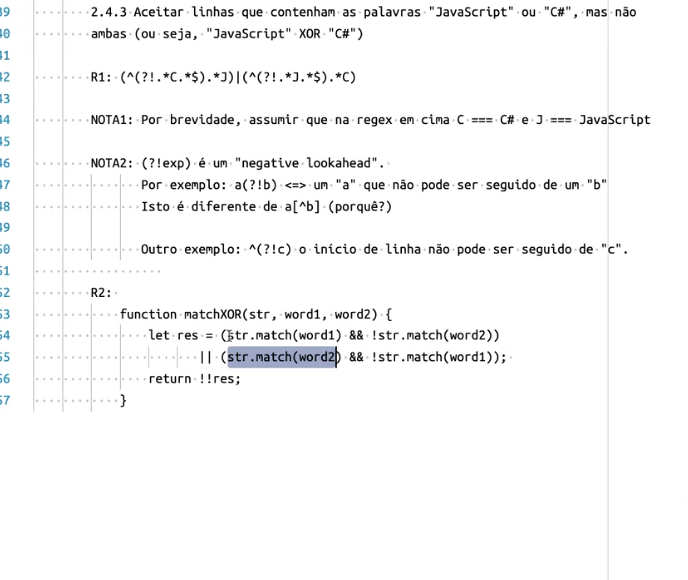 39 2.4.3 Aceitar linhas que contenham as palavras "JavaScript" ou "C#", mas não
40 ambas (ou seja, "JavaScript" XOR "C#")
41
42 R1: (^(?!.*C.*$).*J)|(^(?!.*J.*$).*C)
43
44 NOTA1: Por brevidade, assumir que na regex em cima C === C# e J === JavaScript
45
46 NOTA2: (?!exp) é um "negative lookahead".
47 Por exemplo: a(?!b) <=> um "a" que não pode ser seguido de um "b"
48 Isto é diferente de a[^b] (porquê?)
49
50 Outro exemplo: ^(?!c) o início de linha não pode ser seguido de "c".
51
52 R2:
53 function matchXOR(str, word1, word2) {
54 let res = (str.match(word1) && !str.match(word2))
55 || (str.match(word2) && !str.match(word1));
56 return !!res;
57 }